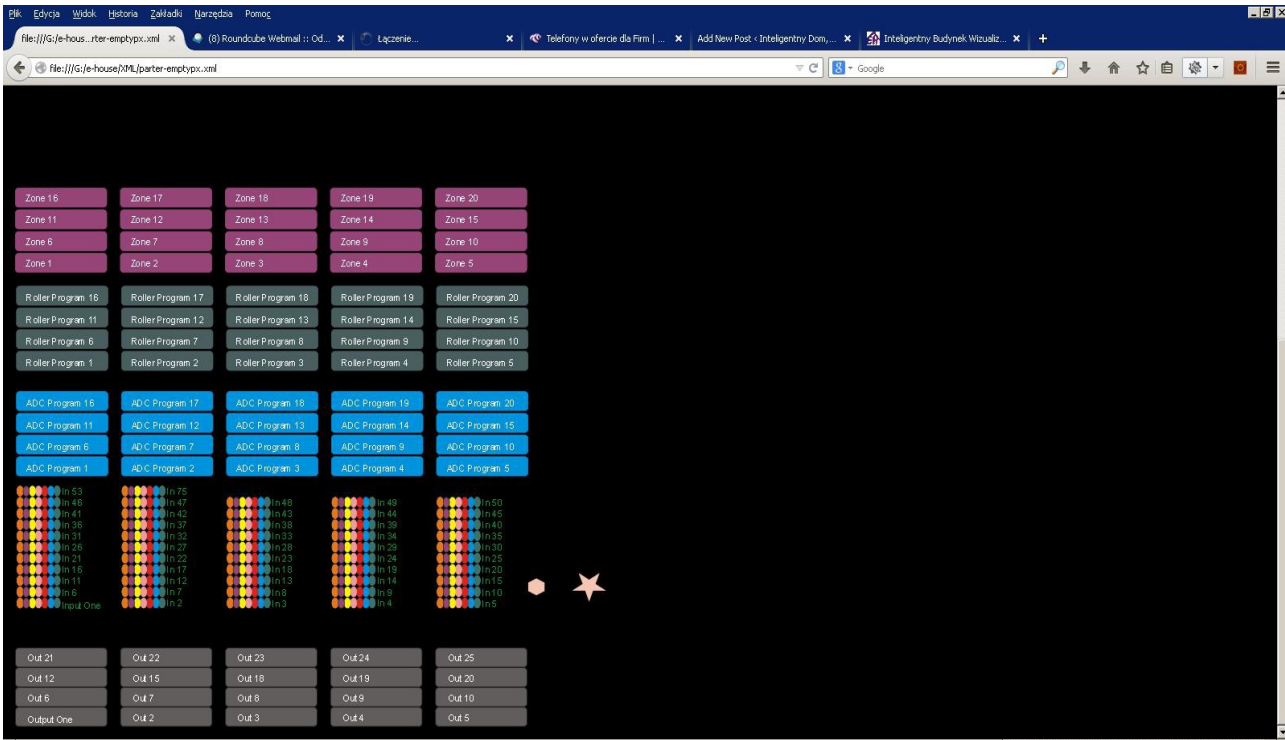 Plik Edycja Widok Historia Zakładki Narzędzia Pomoc
file:///G:/e-hous...rter-emptypx.xml (8) Roundcube Webmail :: Od... Łączenie... Telefony w ofercie dla Firm | ... Add New Post ‹ Inteligentny Dom,... Inteligentny Budynek Wizualiz...
file:///G:/e-house/XML/parter-emptypx.xml Google
Zone 16 Zone 17 Zone 18 Zone 19 Zone 20
Zone 11 Zone 12 Zone 13 Zone 14 Zone 15
Zone 6 Zone 7 Zone 8 Zone 9 Zone 10
Zone 1 Zone 2 Zone 3 Zone 4 Zone 5
Roller Program 16 Roller Program 17 Roller Program 18 Roller Program 19 Roller Program 20
Roller Program 11 Roller Program 12 Roller Program 13 Roller Program 14 Roller Program 15
Roller Program 6 Roller Program 7 Roller Program 8 Roller Program 9 Roller Program 10
Roller Program 1 Roller Program 2 Roller Program 3 Roller Program 4 Roller Program 5
ADC Program 16 ADC Program 17 ADC Program 18 ADC Program 19 ADC Program 20
ADC Program 11 ADC Program 12 ADC Program 13 ADC Program 14 ADC Program 15
ADC Program 6 ADC Program 7 ADC Program 8 ADC Program 9 ADC Program 10
ADC Program 1 ADC Program 2 ADC Program 3 ADC Program 4 ADC Program 5
In 53 In 75
In 46 In 47 In 48 In 49 In 50
In 41 In 42 In 43 In 44 In 45
In 36 In 37 In 38 In 39 In 40
In 31 In 32 In 33 In 34 In 35
In 26 In 27 In 28 In 29 In 30
In 21 In 22 In 23 In 24 In 25
In 16 In 17 In 18 In 19 In 20
In 11 In 12 In 13 In 14 In 15
In 6 In 7 In 8 In 9 In 10
Input One In 2 In 3 In 4 In 5
Out 21 Out 22 Out 23 Out 24 Out 25
Out 12 Out 15 Out 18 Out 19 Out 20
Out 6 Out 7 Out 8 Out 9 Out 10
Output One Out 2 Out 3 Out 4 Out 5